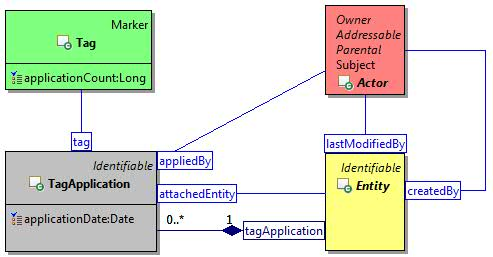 Marker
Tag
applicationCount:Long
Owner
Addressable
Parental
Subject
Actor
tag
appliedBy
lastModifiedBy
Identifiable
TagApplication
attachedEntity
Identifiable
Entity
createdBy
applicationDate:Date
0..*
1
tagApplication